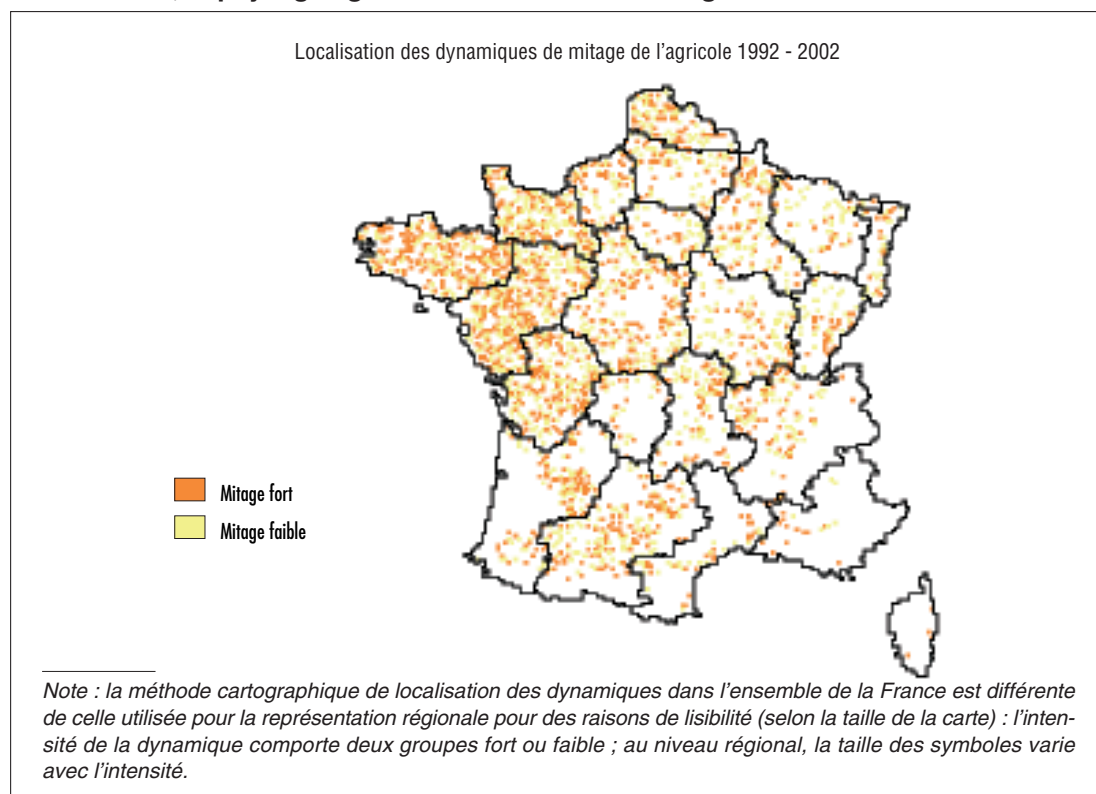 Localisation des dynamiques de mitage de l'agricole 1992 - 2002
Mitage fort
Mitage faible
Note : la méthode cartographique de localisation des dynamiques dans l'ensemble de la France est différente
de celle utilisée pour la représentation régionale pour des raisons de lisibilité (selon la taille de la carte) : l'inten-
sité de la dynamique comporte deux groupes fort ou faible ; au niveau régional, la taille des symboles varie
avec l'intensité.